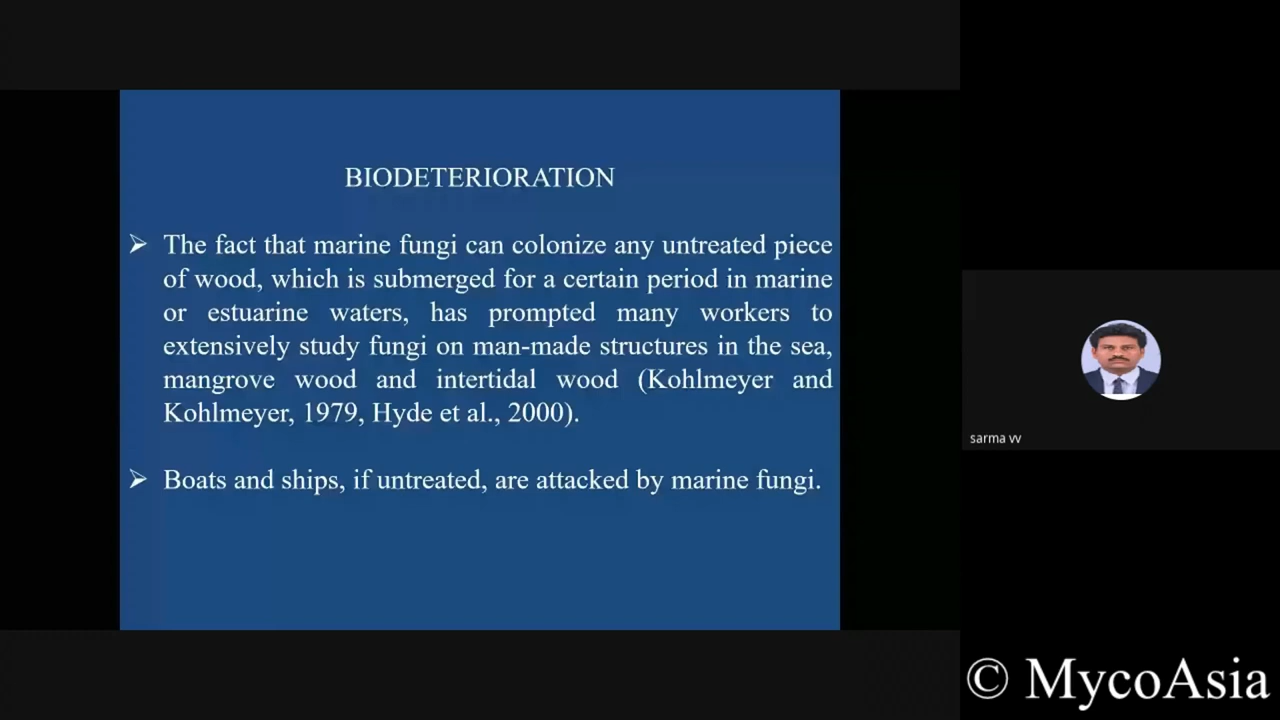 BIODETERIORATION
➢ The fact that marine fungi can colonize any untreated piece
of wood, which is submerged for a certain period in marine
or estuarine waters, has prompted many workers to
extensively study fungi on man-made structures in the sea,
mangrove wood and intertidal wood (Kohlmeyer and
Kohlmeyer, 1979, Hyde et al., 2000).
➢ Boats and ships, if untreated, are attacked by marine fungi.
sarma vv
© MycoAsia